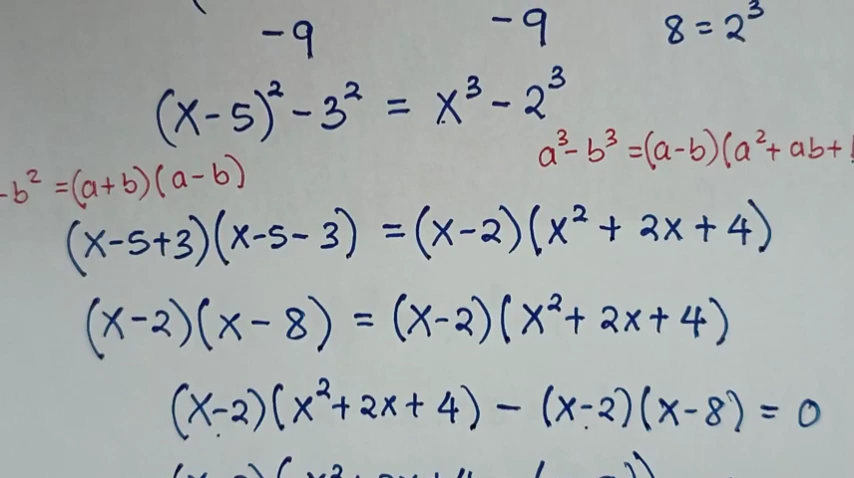 -9 -9 8 = 2³
(x-5)² - 3² = x³ - 2³
a³ - b³ = (a-b)(a² + ab +
- b² = (a+b)(a-b)
(x-5+3)(x-5-3) = (x-2)(x² + 2x + 4)
(x-2)(x-8) = (x-2)(x² + 2x + 4)
(x-2)(x² + 2x + 4) - (x-2)(x-8) = 0